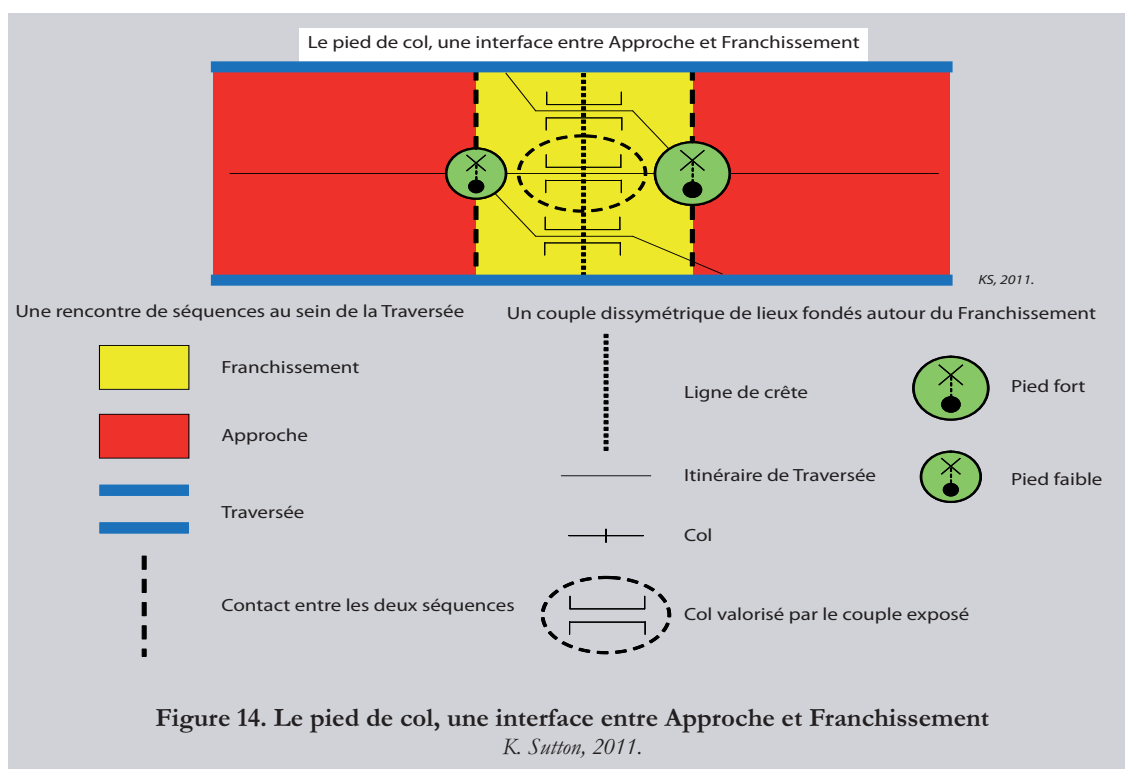 Le pied de col, une interface entre Approche et Franchissement
KS, 2011.
Une rencontre de séquences au sein de la Traversée
Franchissement
Approche
Traversée
Contact entre les deux séquences
Un couple dissymétrique de lieux fondés autour du Franchissement
Ligne de crête
Itinéraire de Traversée
Col
Col valorisé par le couple exposé
Pied fort
Pied faible
Figure 14. Le pied de col, une interface entre Approche et Franchissement
K. Sutton, 2011.